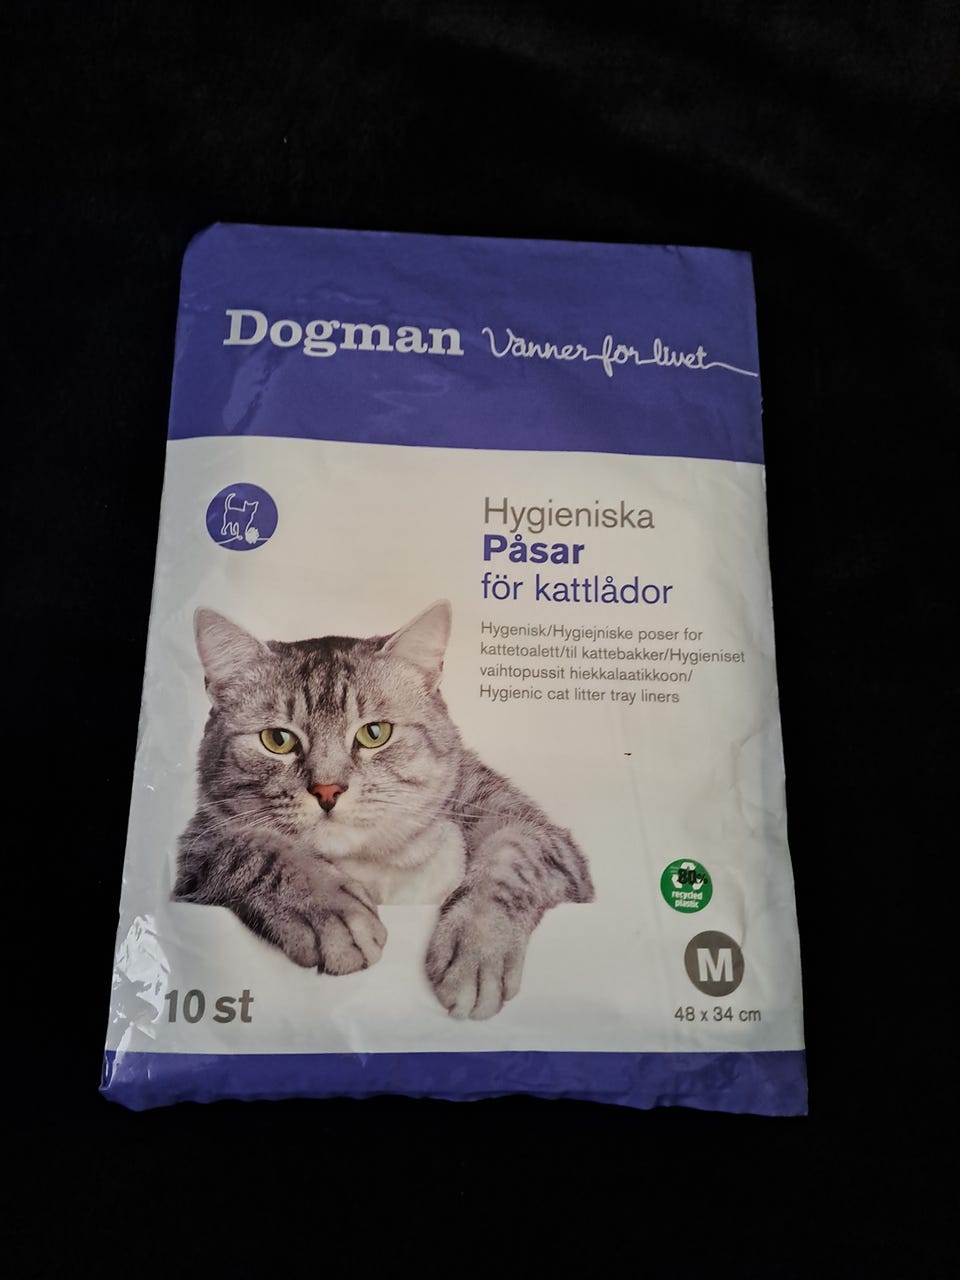 Dogman Vänner för livet
Hygieniska
Påsar
för kattlådor
Hygenisk/Hygiejniske poser for
kattetoalett/til kattebakker/Hygieniset
vaihtopussit hiekkalaatikkoon/
Hygienic cat litter tray liners
80%
recycled
plastic
M
48 x 34 cm
10 st